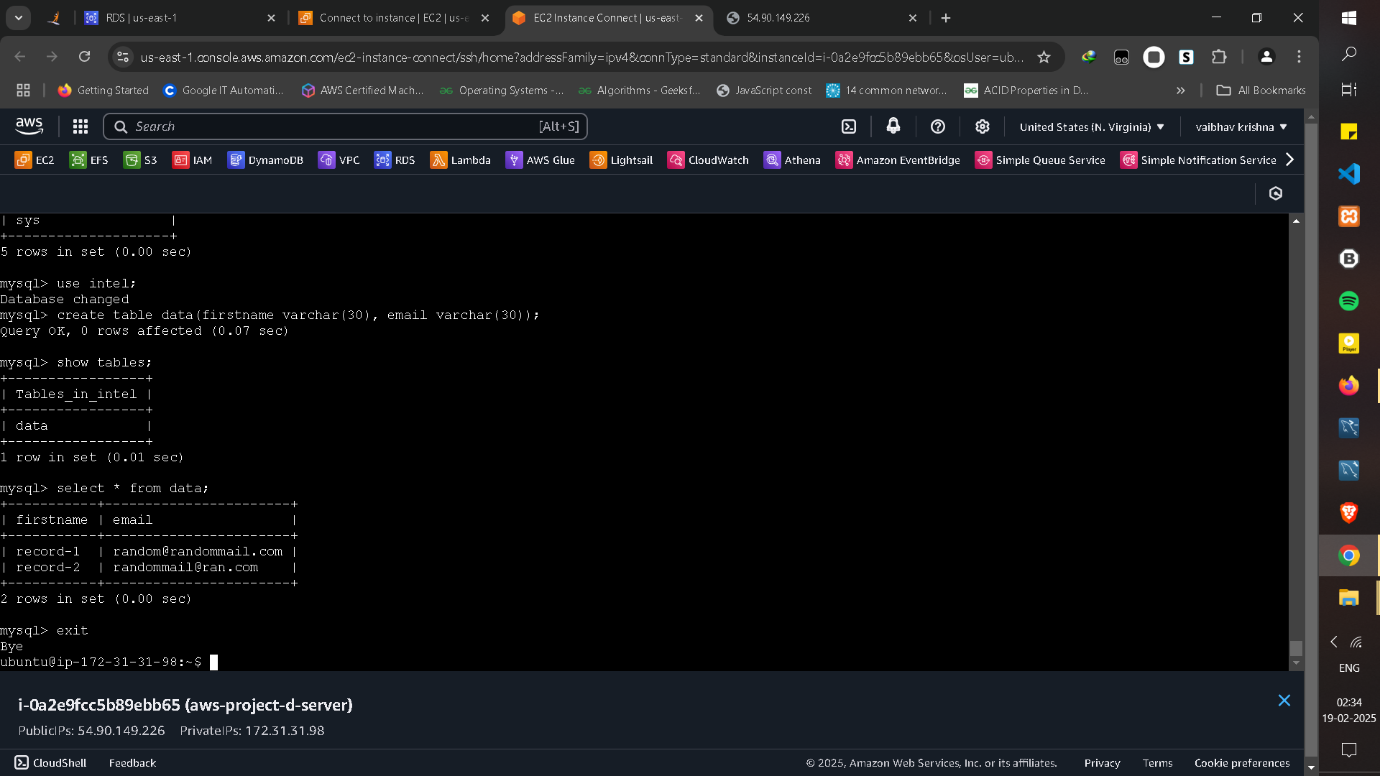 RDS | us-east-1
Connect to instance | EC2 | us-e
EC2 Instance Connect | us-east-
54.90.149.226
us-east-1.console.aws.amazon.com/ec2-instance-connect/ssh/home?addressFamily=ipv4&connType=standard&instanceId=i-0a2e9fcc5b89ebb65&osUser=ub...
Getting Started
Google IT Automati...
AWS Certified Mach...
Operating Systems -...
Algorithms - Geeksf...
JavaScript const
14 common networ...
ACID Properties in D...
All Bookmarks
aws
Search
[Alt+S]
United States (N. Virginia)
vaibhav krishna
EC2
EFS
S3
IAM
DynamoDB
VPC
RDS
Lambda
AWS Glue
Lightsail
CloudWatch
Athena
Amazon EventBridge
Simple Queue Service
Simple Notification Service
| sys                |
+--------------------+
5 rows in set (0.00 sec)
mysql> use intel;
Database changed
mysql> create table data(firstname varchar(30), email varchar(30));
Query OK, 0 rows affected (0.07 sec)
mysql> show tables;
+-----------------+
| Tables_in_intel |
+-----------------+
| data            |
+-----------------+
1 row in set (0.01 sec)
mysql> select * from data;
+-----------+-----------------------+
| firstname | email                 |
+-----------+-----------------------+
| record-1  | random@randommail.com |
| record-2  | randommail@ran.com    |
+-----------+-----------------------+
2 rows in set (0.00 sec)
mysql> exit
Bye
ubuntu@ip-172-31-31-98:~$
i-0a2e9fcc5b89ebb65 (aws-project-d-server)
PublicIPs: 54.90.149.226 PrivateIPs: 172.31.31.98
CloudShell
Feedback
© 2025, Amazon Web Services, Inc. or its affiliates.
Privacy
Terms
Cookie preferences
ENG
02:34
19-02-2025